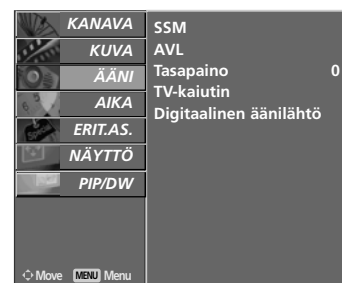 KANAVA
KUVA
ÄÄNI
AIKA
ERIT.AS.
NÄYTTÖ
PIP/DW
Move MENU Menu
SSM
AVL
Tasapaino 0
TV-kaiutin
Digitaalinen äänilähtö